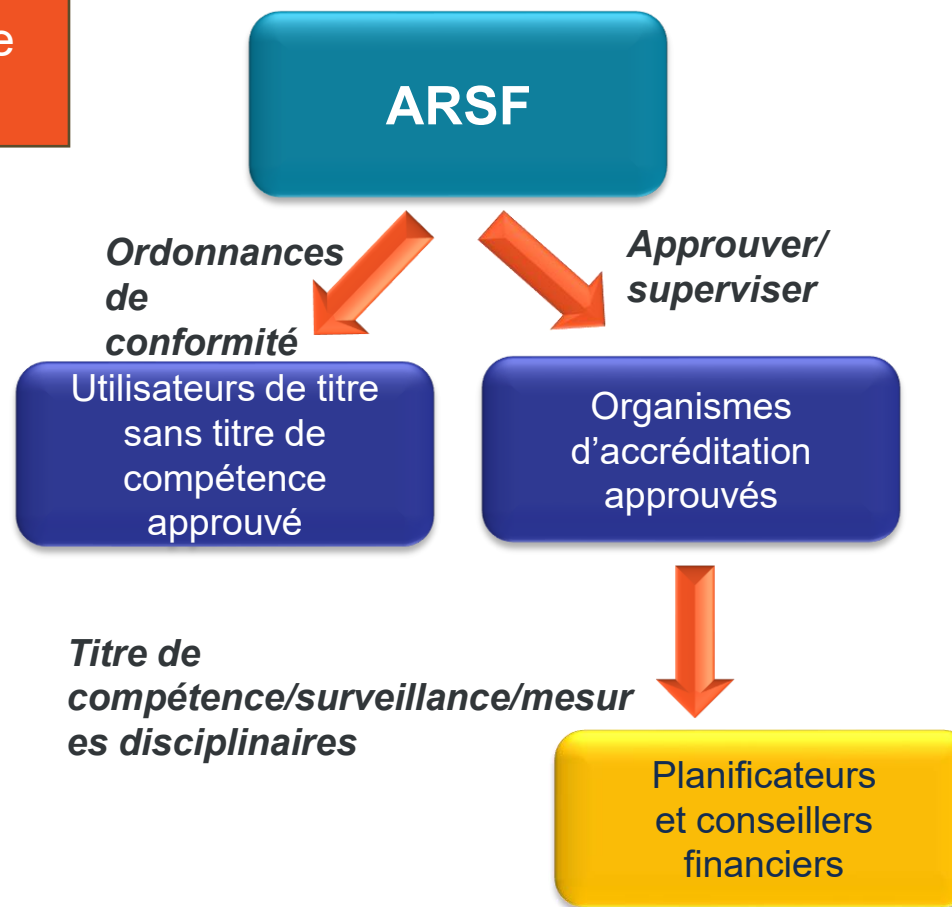 e
ARSF
Ordonnances
de
conformité
Approuver/
superviser
Utilisateurs de titre
sans titre de
compétence
approuvé
Organismes
d’accréditation
approuvés
Titre de
compétence/surveillance/mesur
es disciplinaires
Planificateurs
et conseillers
financiers